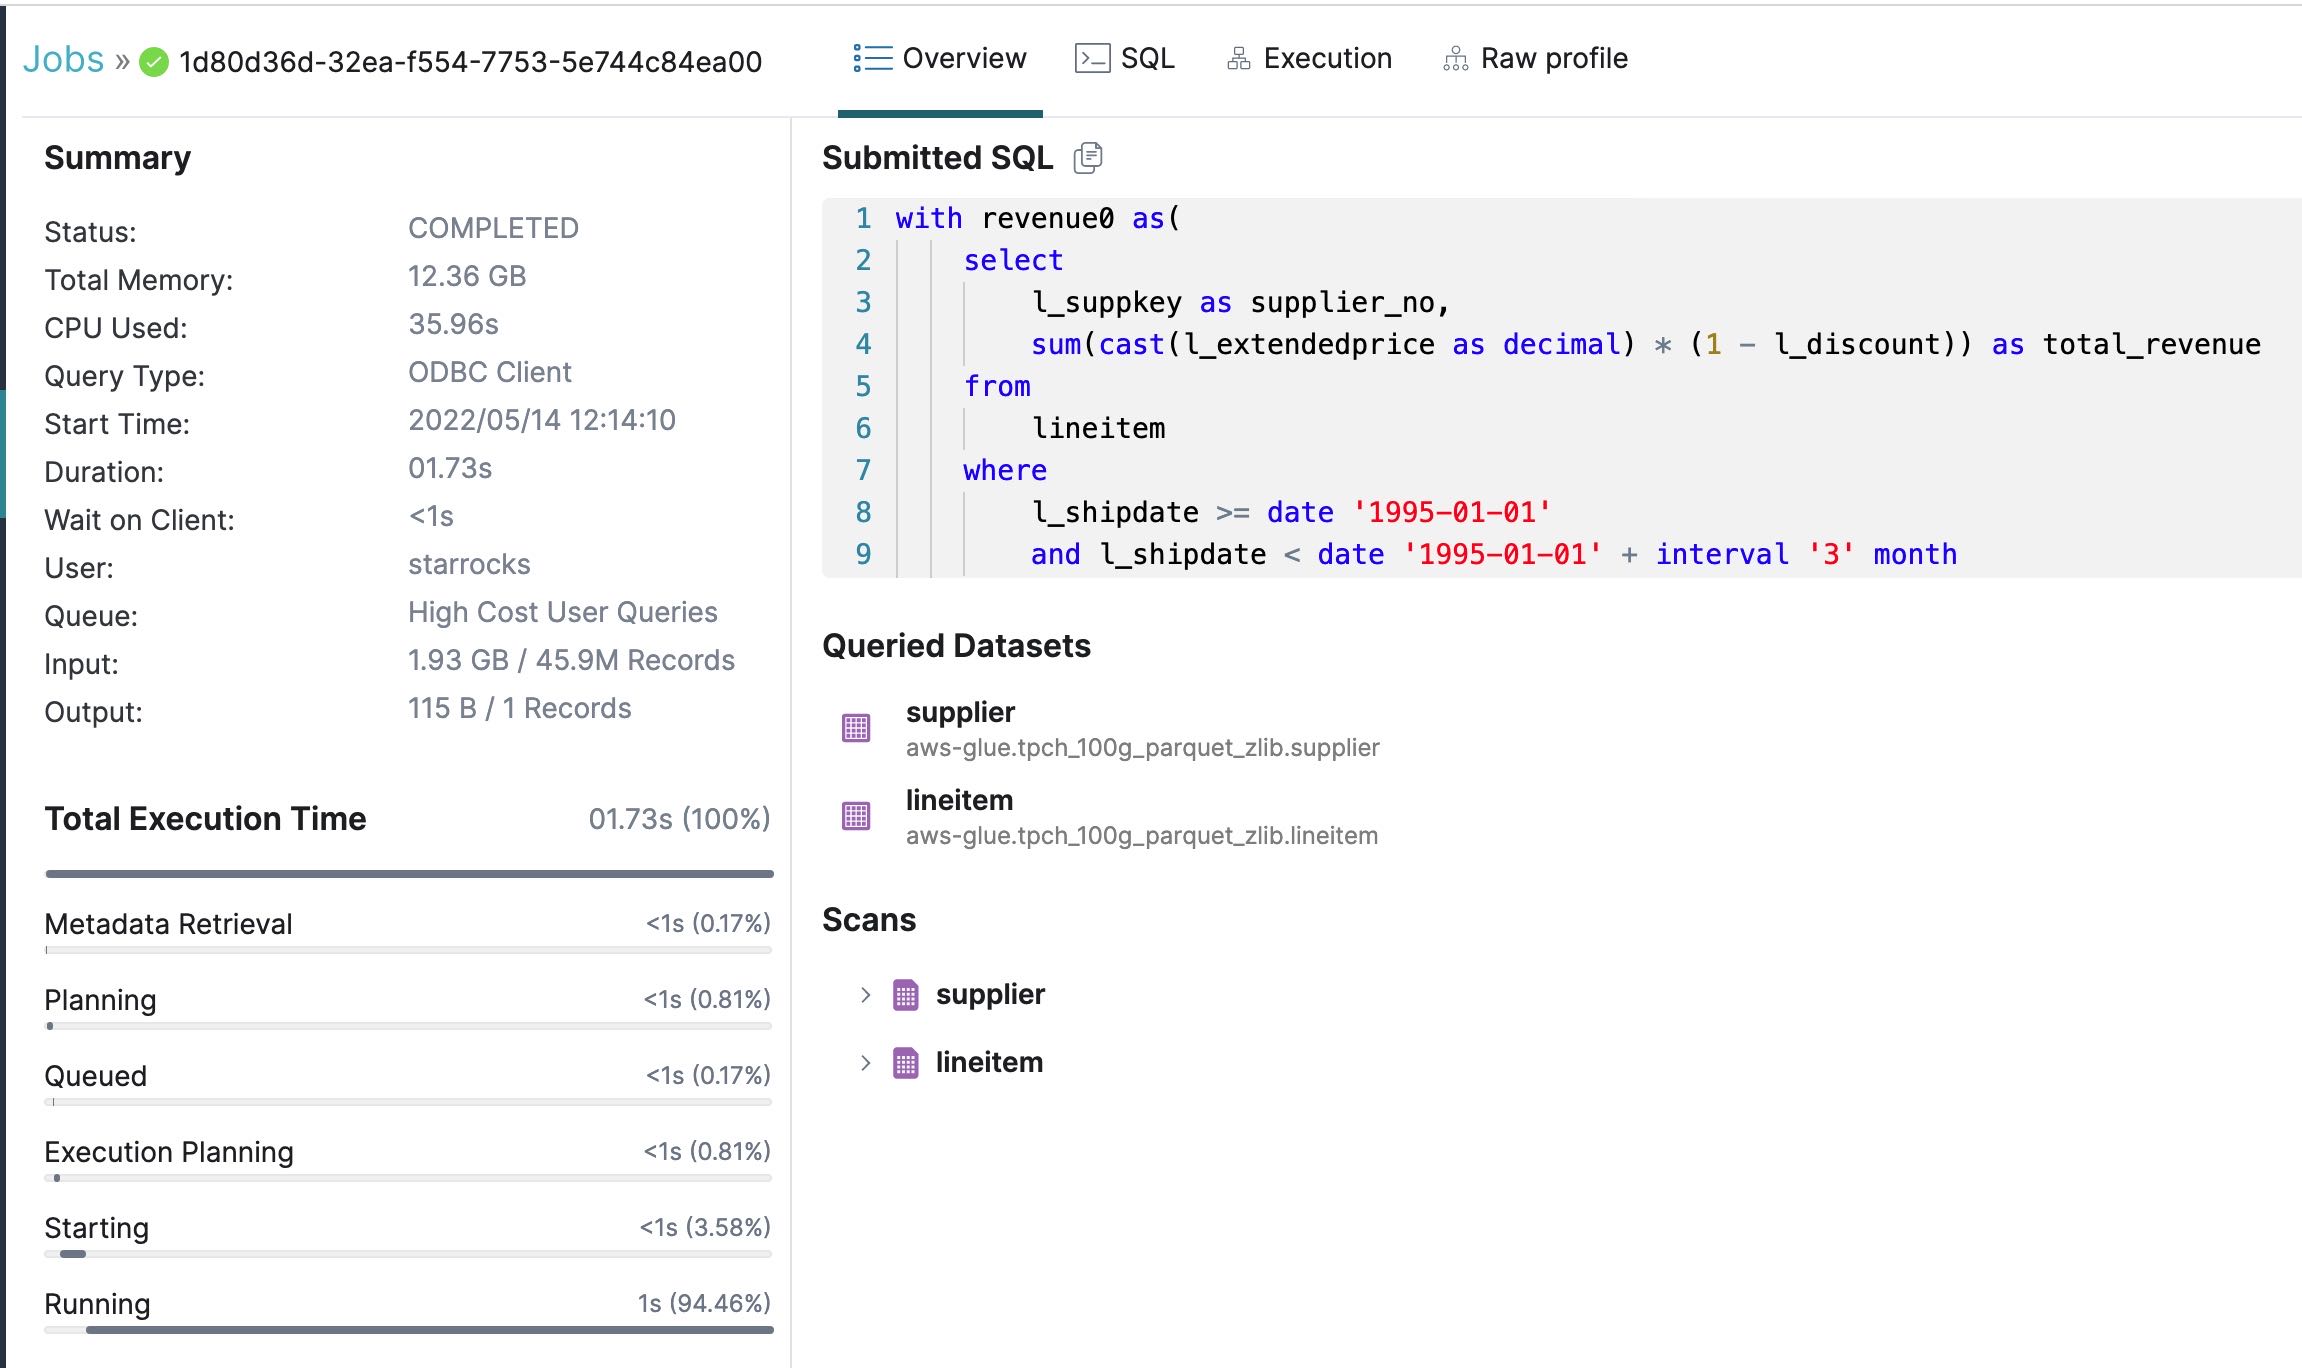 Jobs » 1d80d36d-32ea-f554-7753-5e744c84ea00
Overview
SQL
Execution
Raw profile
Summary
Status: COMPLETED
Total Memory: 12.36 GB
CPU Used: 35.96s
Query Type: ODBC Client
Start Time: 2022/05/14 12:14:10
Duration: 01.73s
Wait on Client: <1s
User: starrocks
Queue: High Cost User Queries
Input: 1.93 GB / 45.9M Records
Output: 115 B / 1 Records
Total Execution Time 01.73s (100%)
Metadata Retrieval <1s (0.17%)
Planning <1s (0.81%)
Queued <1s (0.17%)
Execution Planning <1s (0.81%)
Starting <1s (3.58%)
Running 1s (94.46%)
Submitted SQL
1 with revenue0 as(
2 select
3 l_suppkey as supplier_no,
4 sum(cast(l_extendedprice as decimal) * (1 - l_discount)) as total_revenue
5 from
6 lineitem
7 where
8 l_shipdate >= date '1995-01-01'
9 and l_shipdate < date '1995-01-01' + interval '3' month
Queried Datasets
supplier
aws-glue.tpch_100g_parquet_zlib.supplier
lineitem
aws-glue.tpch_100g_parquet_zlib.lineitem
Scans
supplier
lineitem